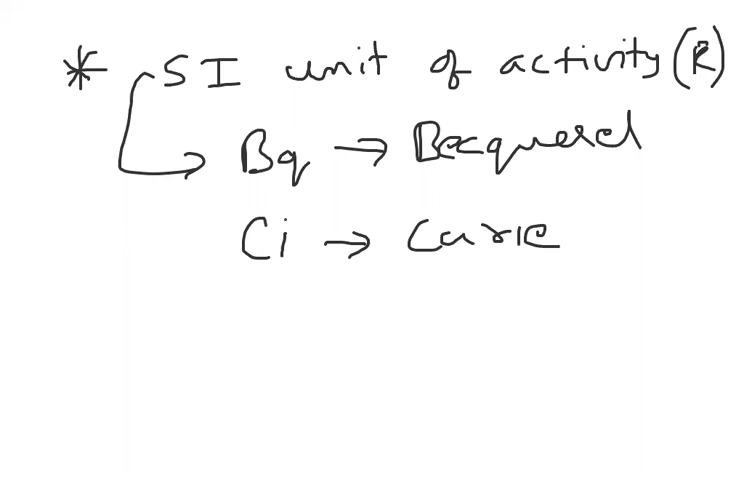 * SI unit of activity (R)
Bq → Becquerel
Ci → Curie